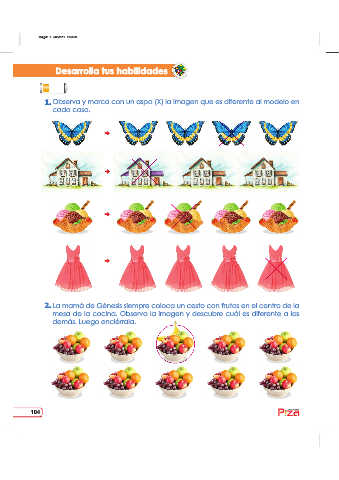 Desarrolla tus habilidades
1. Observa y marca con un aspa (X) la imagen que es diferente al modelo en
cada caso.
2. La mamá de Génesis siempre coloca un cesto con frutas en el centro de la
mesa de la cocina. Observa la imagen y descubre cuál es diferente a las
demás. Luego enciérrala.
104